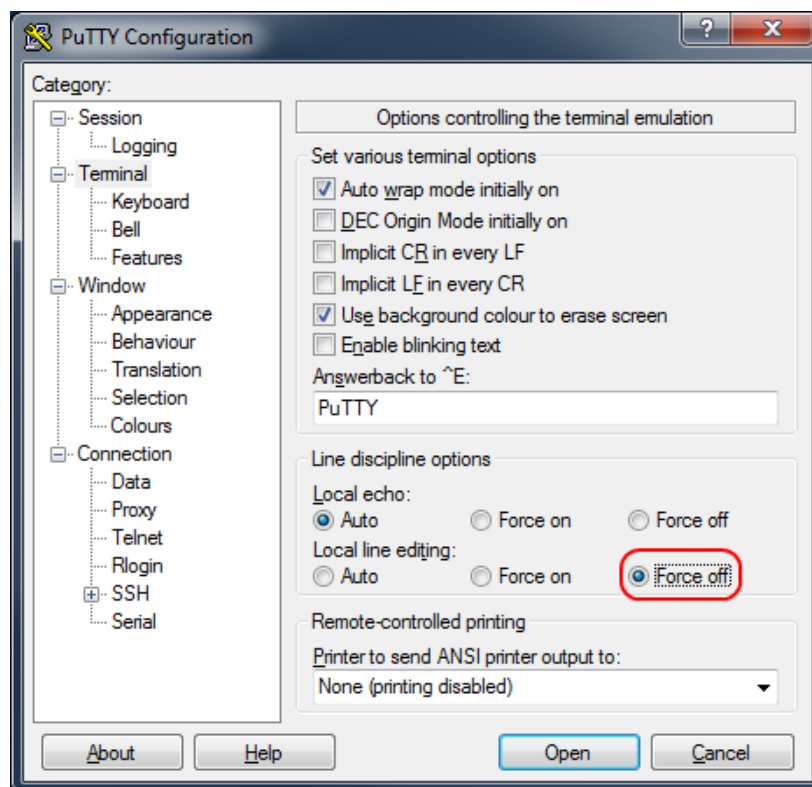 PuTTY Configuration
?
X
Category:
Session
Logging
Terminal
Keyboard
Bell
Features
Window
Appearance
Behaviour
Translation
Selection
Colours
Connection
Data
Proxy
Telnet
Rlogin
SSH
Serial
Options controlling the terminal emulation
Set various terminal options
Auto wrap mode initially on
DEC Origin Mode initially on
Implicit CR in every LF
Implicit LF in every CR
Use background colour to erase screen
Enable blinking text
Answerback to ^E:
PuTTY
Line discipline options
Local echo:
Auto Force on Force off
Local line editing:
Auto Force on Force off
Remote-controlled printing
Printer to send ANSI printer output to:
None (printing disabled)
About Help Open Cancel